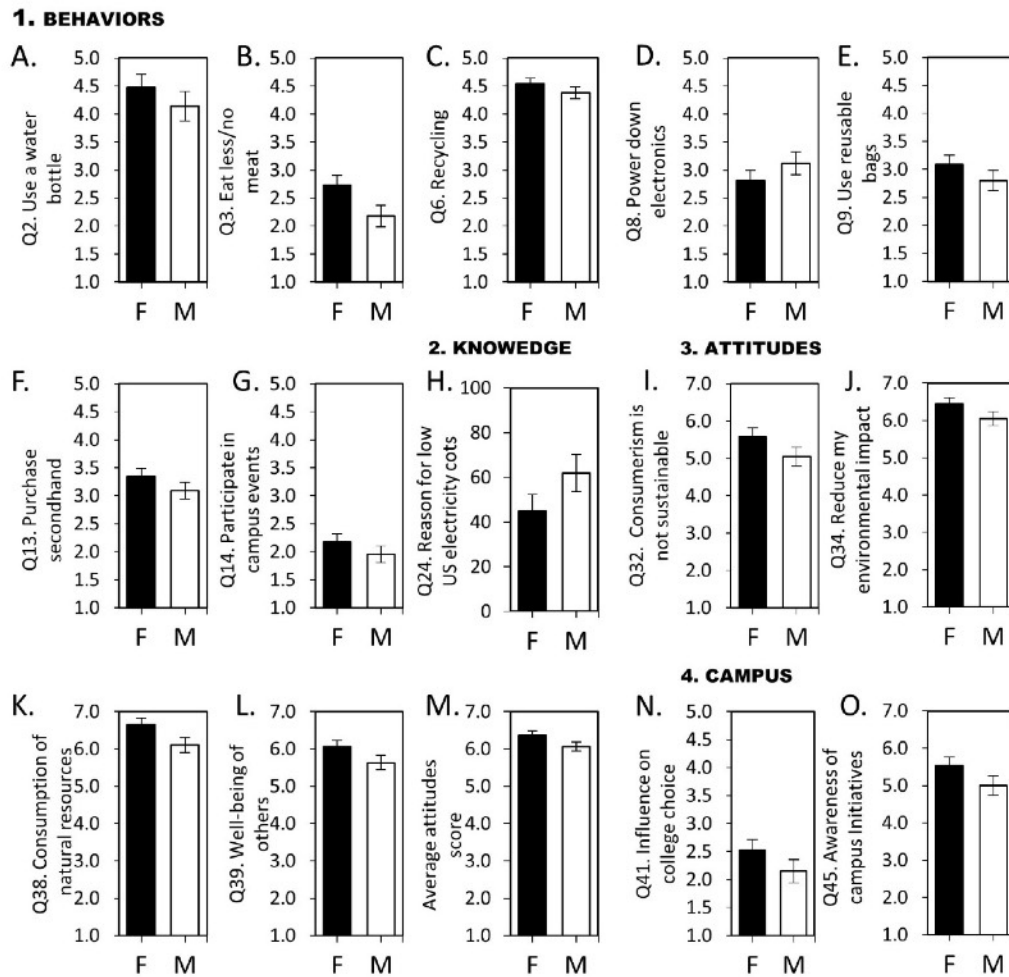 1. BEHAVIORS
A. B. C. D. E.
Q2. Use a water
bottle
5.0
4.5
4.0
3.5
3.0
2.5
2.0
1.5
1.0
F M
Q3. Eat less/no
meat
5.0
4.5
4.0
3.5
3.0
2.5
2.0
1.5
1.0
F M
Q6. Recycling
5.0
4.5
4.0
3.5
3.0
2.5
2.0
1.5
1.0
F M
Q8. Power down
electronics
5.0
4.5
4.0
3.5
3.0
2.5
2.0
1.5
1.0
F M
Q9. Use reusable
bags
5.0
4.5
4.0
3.5
3.0
2.5
2.0
1.5
1.0
F M
2. KNOWEDGE
3. ATTITUDES
F. G. H. I. J.
Q13. Purchase
secondhand
5.0
4.5
4.0
3.5
3.0
2.5
2.0
1.5
1.0
F M
Q14. Participate in
campus events
5.0
4.5
4.0
3.5
3.0
2.5
2.0
1.5
1.0
F M
Q24. Reason for low
US electricity cots
100
80
60
40
20
0
F M
Q32. Consumerism is
not sustainable
7.0
6.0
5.0
4.0
3.0
2.0
1.0
F M
Q34. Reduce my
environmental impact
7.0
6.0
5.0
4.0
3.0
2.0
1.0
F M
4. CAMPUS
K. L. M. N. O.
Q38. Consumption of
natural resources
7.0
6.0
5.0
4.0
3.0
2.0
1.0
F M
Q39. Well-being of
others
7.0
6.0
5.0
4.0
3.0
2.0
1.0
F M
Average attitudes
score
7.0
6.0
5.0
4.0
3.0
2.0
1.0
F M
Q41. Influence on
college choice
5.0
4.5
4.0
3.5
3.0
2.5
2.0
1.5
1.0
F M
Q45. Awareness of
campus Initiatives
7.0
6.0
5.0
4.0
3.0
2.0
1.0
F M